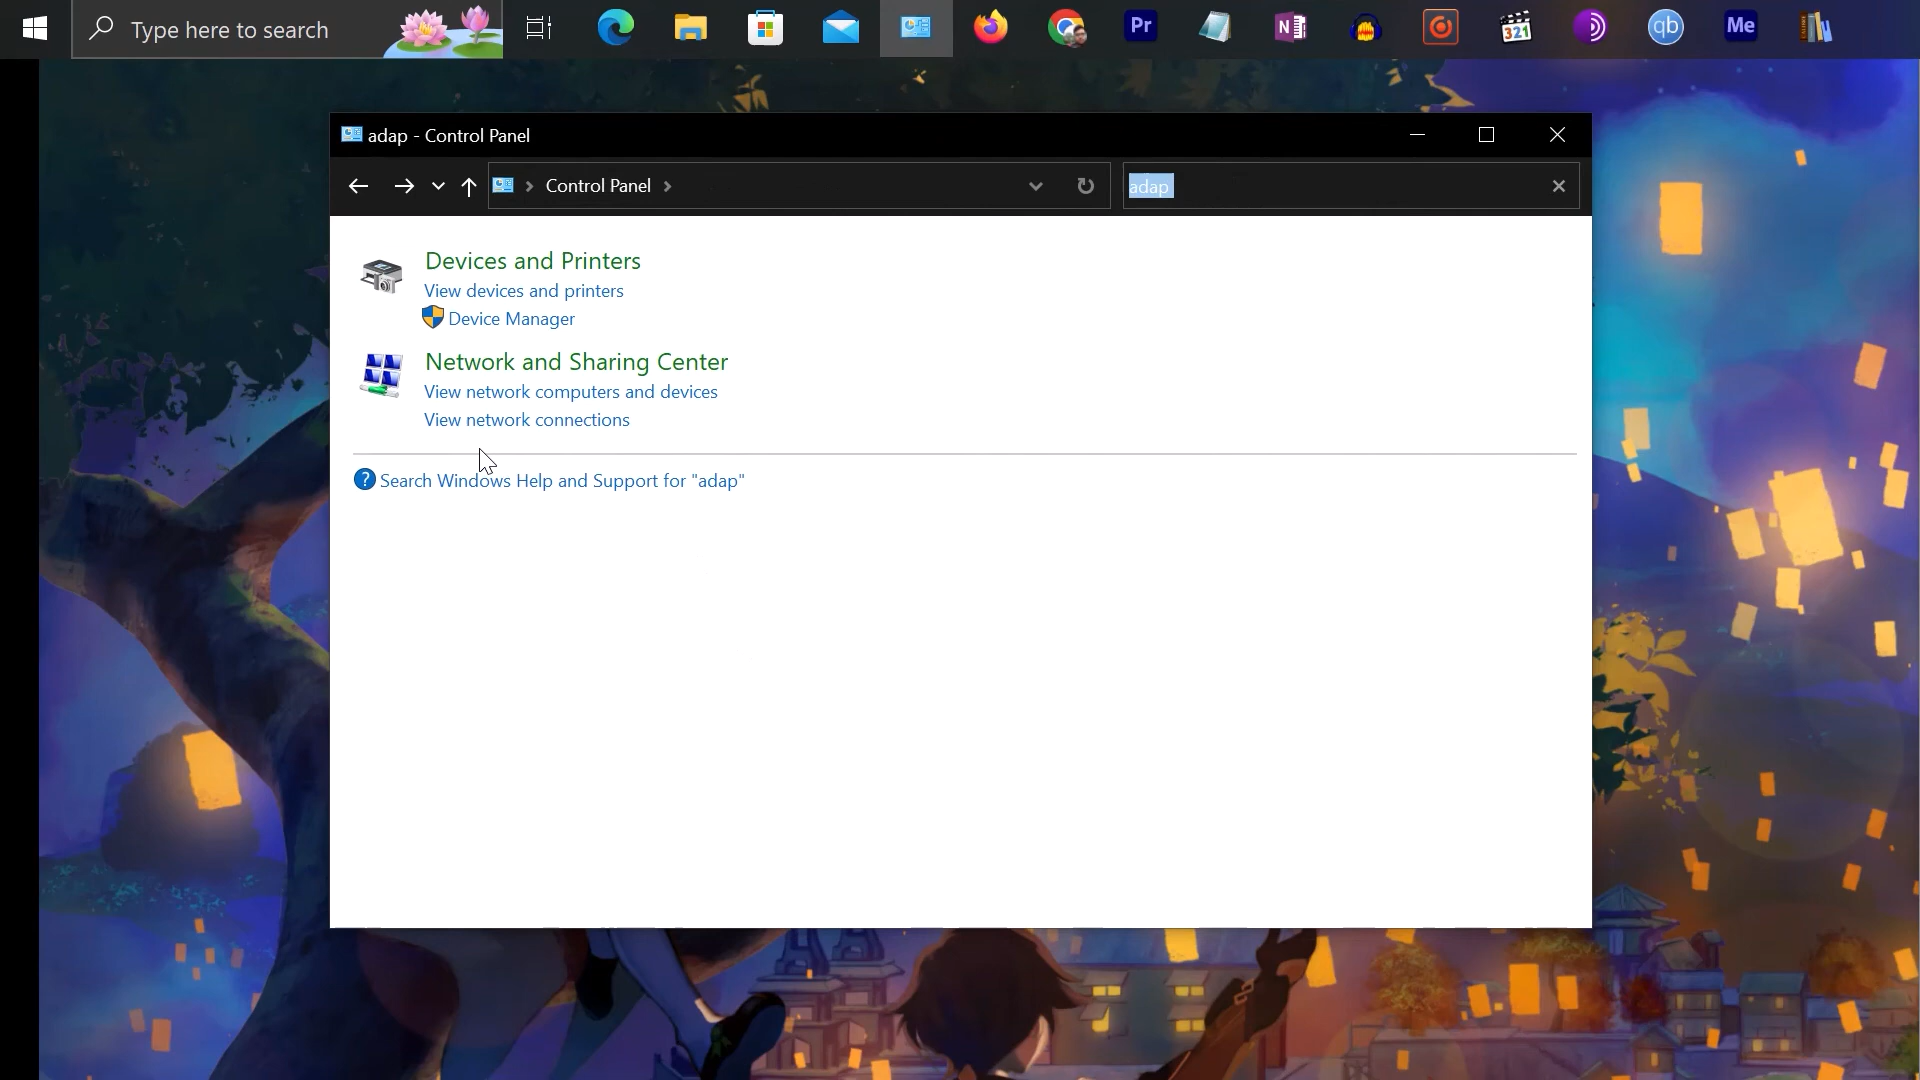 Type here to search
Pr
N
321
qb
Me
adap - Control Panel
Control Panel
adap
Devices and Printers
View devices and printers
Device Manager
Network and Sharing Center
View network computers and devices
View network connections
? Search Windows Help and Support for "adap"